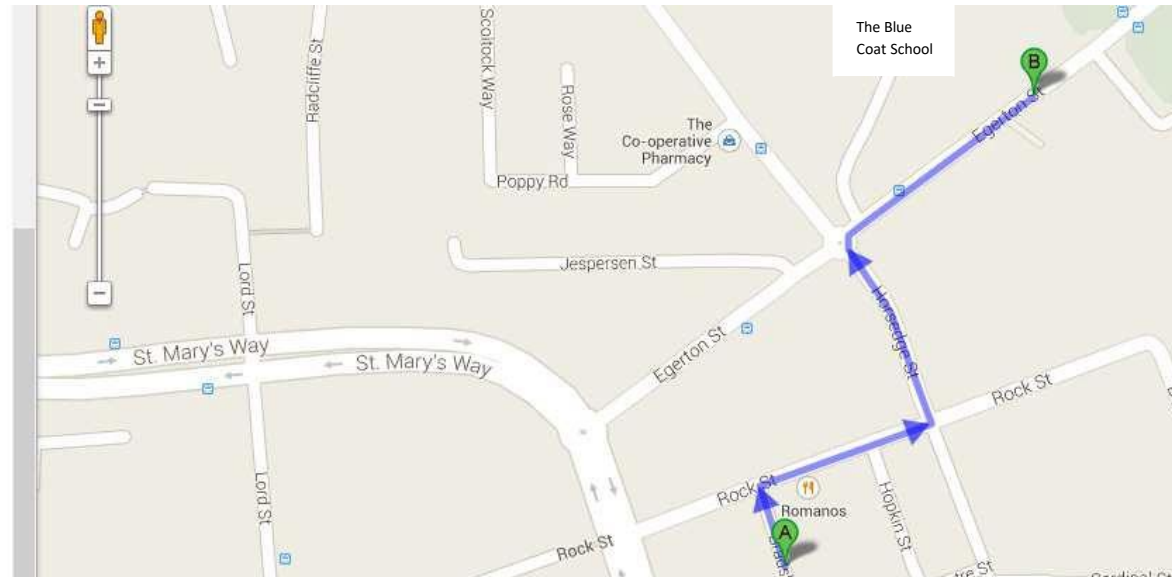 The Blue
Coat School
B
Scoltock Way
Radcliffe St
Rose Way
The
Co-operative
Pharmacy
Egerton St
Poppy Rd
Jespersen St
Lord St
Horsedge St
St. Mary's Way
St. Mary's Way
Egerton St
Rock St
Rock St
Lord St
Hopkin St
Romanos
A
Rock St